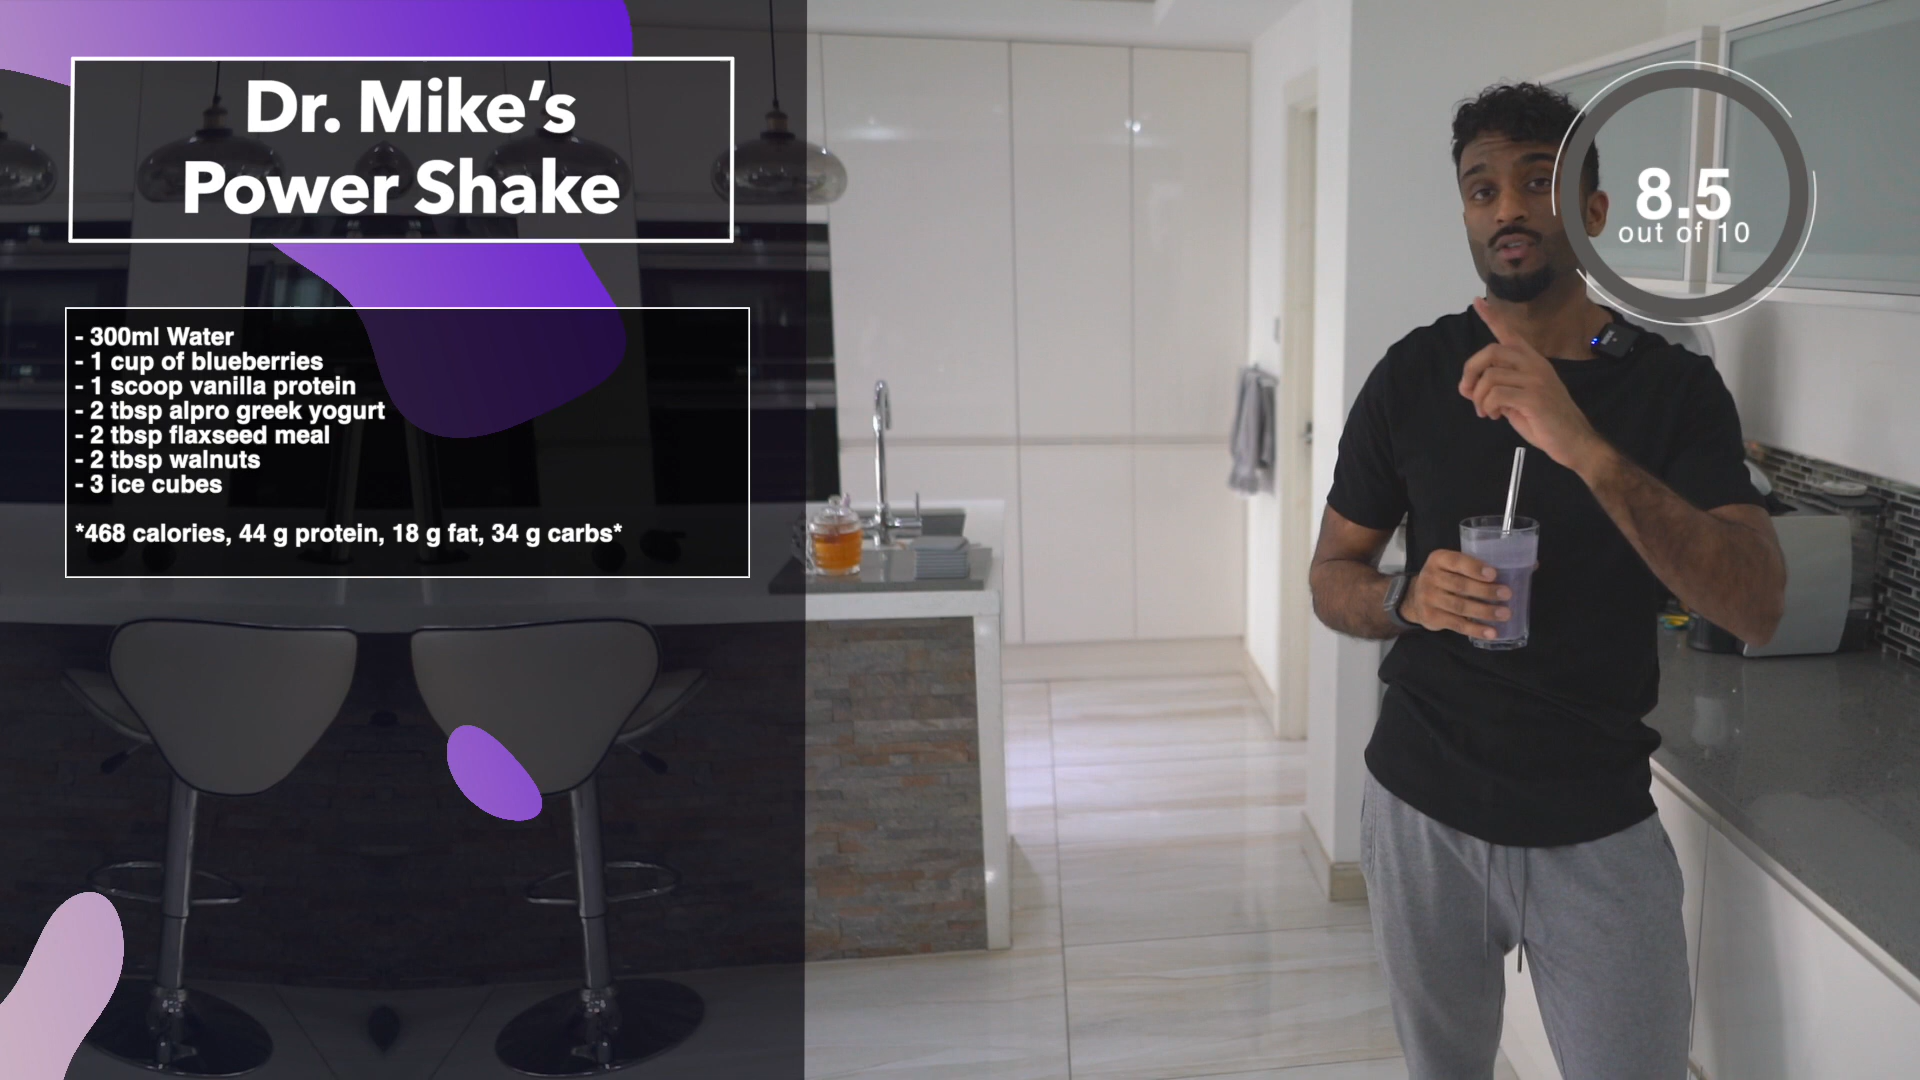 Dr. Mike’s
Power Shake
- 300ml Water
- 1 cup of blueberries
- 1 scoop vanilla protein
- 2 tbsp alpro greek yogurt
- 2 tbsp flaxseed meal
- 2 tbsp walnuts
- 3 ice cubes
*468 calories, 44 g protein, 18 g fat, 34 g carbs*
8.5
out of 10